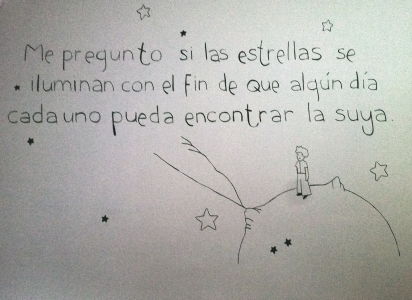 Me pregunto si las estrellas se
iluminan con el fin de que algún día
cada uno pueda encontrar la suya.